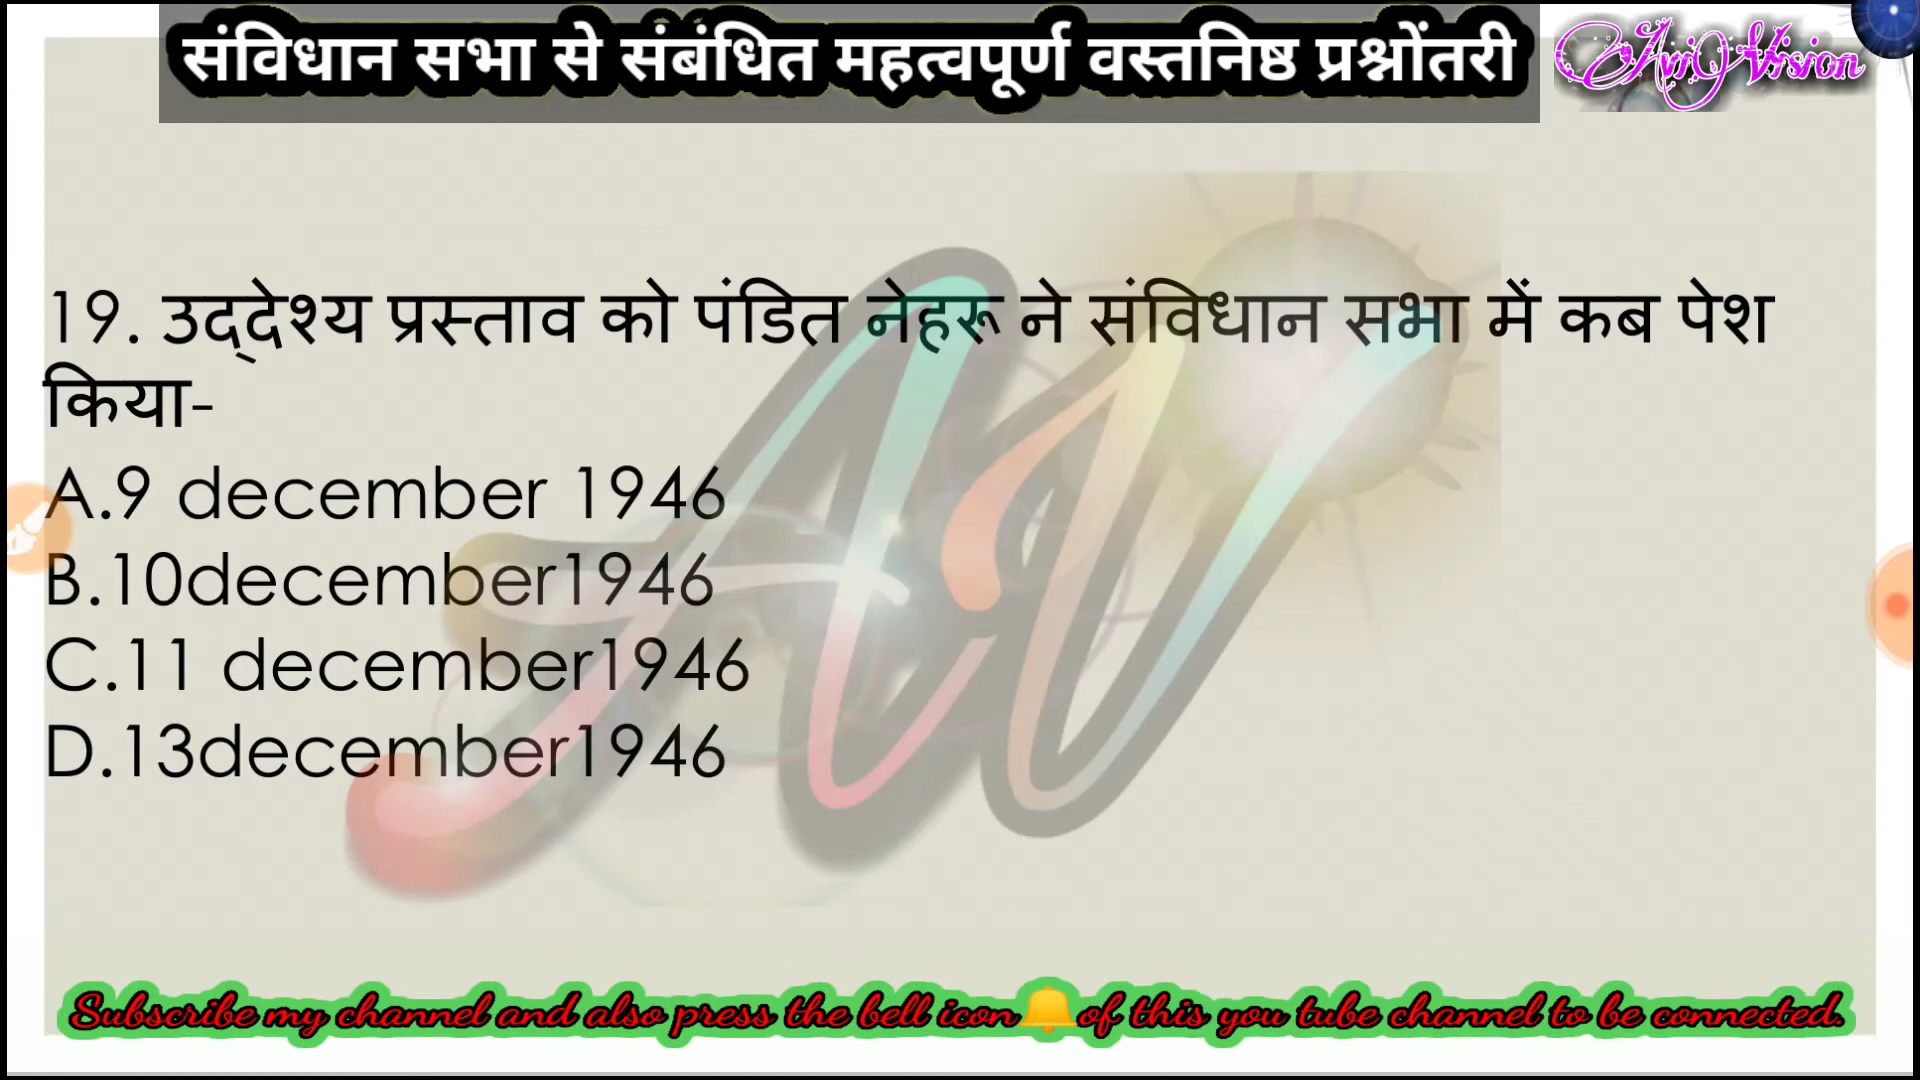 संविधान सभा से संबंधित महत्वपूर्ण वस्तनिष्ठ प्रश्नोंतरी
Avi Vision
19. उद्देश्य प्रस्ताव को पंडित नेहरू ने संविधान सभा में कब पेश
किया-
A.9 december 1946
B.10december1946
C.11 december1946
D.13december1946
AV
Subscribe my channel and also press the bell icon🔔of this you tube channel to be connected.